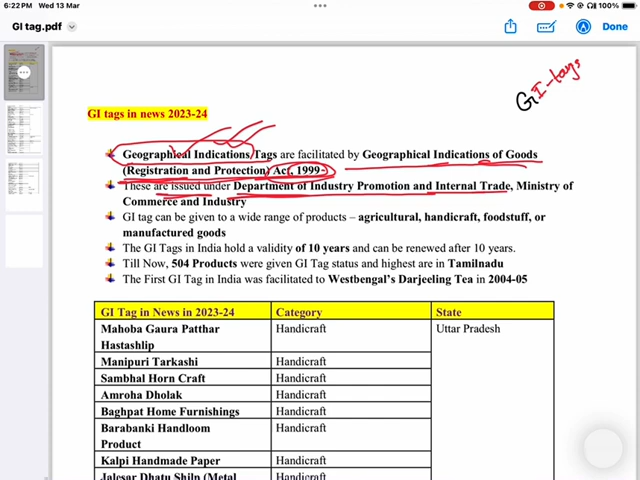 6:22 PM Wed 13 Mar
100%
GI tag.pdf
Done
GI-tags
GI tags in news 2023-24
Geographical Indications/Tags are facilitated by Geographical Indications of Goods
(Registration and Protection) Act, 1999-
These are issued under Department of Industry Promotion and Internal Trade, Ministry of
Commerce and Industry
GI tag can be given to a wide range of products – agricultural, handicraft, foodstuff, or
manufactured goods
The GI Tags in India hold a validity of 10 years and can be renewed after 10 years.
Till Now, 504 Products were given GI Tag status and highest are in Tamilnadu
The First GI Tag in India was facilitated to Westbengal's Darjeeling Tea in 2004-05
GI Tag in News in 2023-24 Category State
Mahoba Gaura Patthar Handicraft Uttar Pradesh
Hastashlip
Manipuri Tarkashi Handicraft
Sambhal Horn Craft Handicraft
Amroha Dholak Handicraft
Baghpat Home Furnishings Handicraft
Barabanki Handloom Handicraft
Product
Kalpi Handmade Paper Handicraft
Jalesar Dhatu Shilp (Metal Handicraft